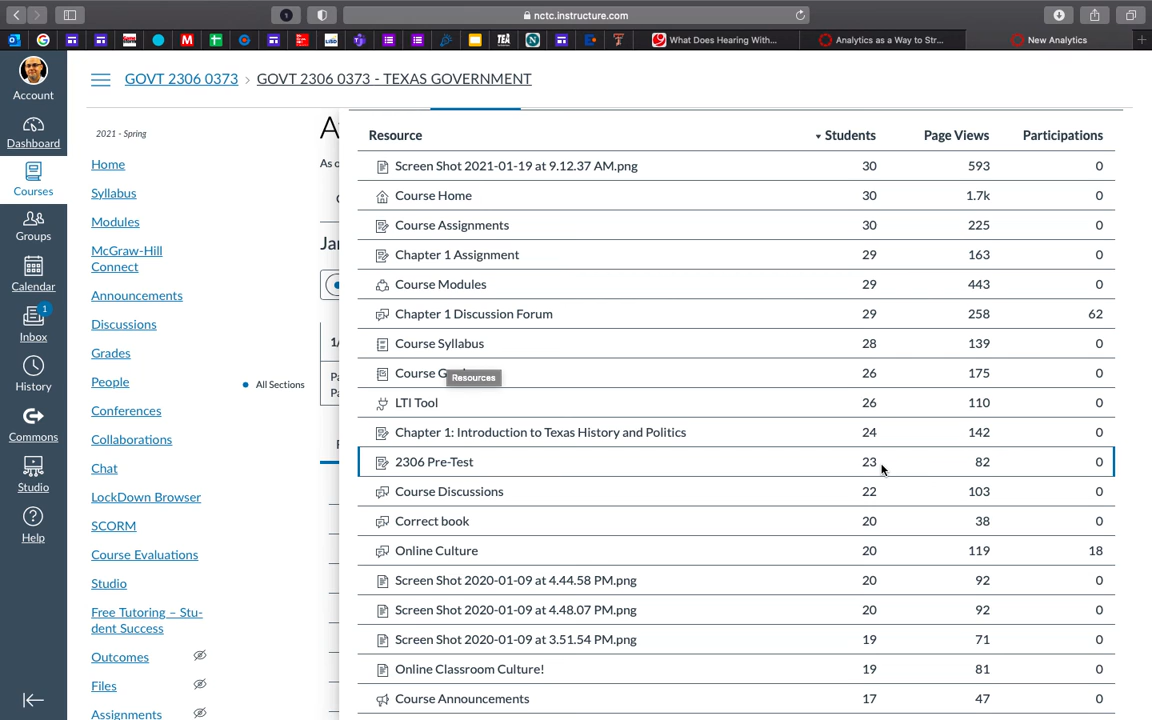 nctc.instructure.com
What Does Hearing With...
Analytics as a Way to Str...
New Analytics
TEA
Account
Dashboard
Courses
Groups
Calendar
1
Inbox
History
Commons
Studio
Help
GOVT 2306 0373 › GOVT 2306 0373 - TEXAS GOVERNMENT
2021 - Spring
Home
Syllabus
Modules
McGraw-Hill
Connect
Announcements
Discussions
Grades
People
Conferences
Collaborations
Chat
LockDown Browser
SCORM
Course Evaluations
Studio
Free Tutoring – Stu-
dent Success
Outcomes
Files
Assignments
All Sections
As o
Ja
1/
Resource Students Page Views Participations
Screen Shot 2021-01-19 at 9.12.37 AM.png 30 593 0
Course Home 30 1.7k 0
Course Assignments 30 225 0
Chapter 1 Assignment 29 163 0
Course Modules 29 443 0
Chapter 1 Discussion Forum 29 258 62
Course Syllabus 28 139 0
Course G 26 175 0
Resources
LTI Tool 26 110 0
Chapter 1: Introduction to Texas History and Politics 24 142 0
2306 Pre-Test 23 82 0
Course Discussions 22 103 0
Correct book 20 38 0
Online Culture 20 119 18
Screen Shot 2020-01-09 at 4.44.58 PM.png 20 92 0
Screen Shot 2020-01-09 at 4.48.07 PM.png 20 92 0
Screen Shot 2020-01-09 at 3.51.54 PM.png 19 71 0
Online Classroom Culture! 19 81 0
Course Announcements 17 47 0